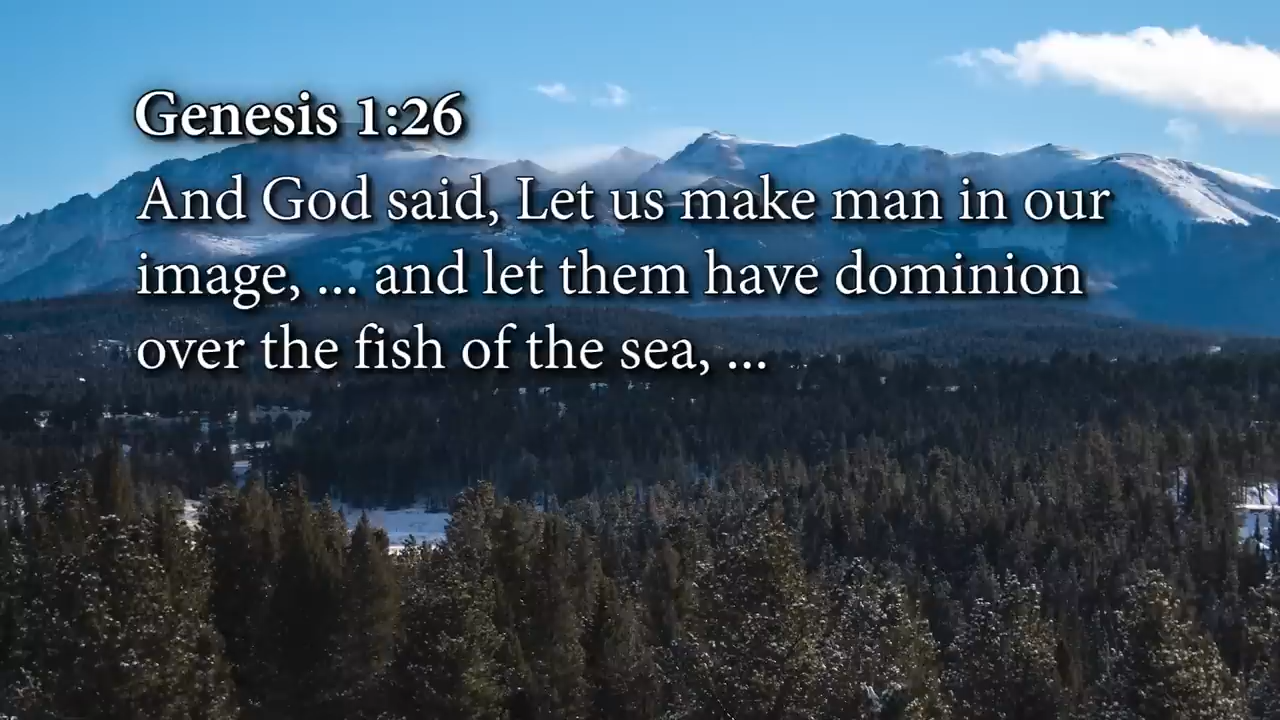 Genesis 1:26
And God said, Let us make man in our
image, ... and let them have dominion
over the fish of the sea, ...